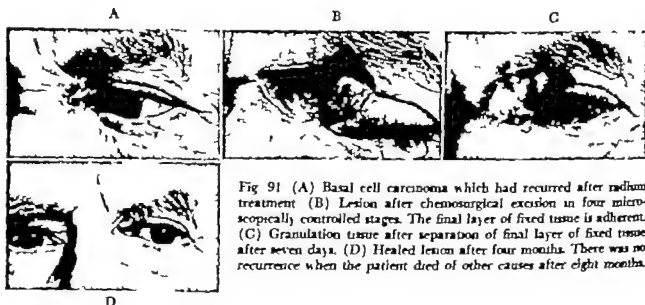 A B C
Fig 91 (A) Basal cell carcinoma which had recurred after radium
treatment (B) Lesion after chemosurgical excision in four micro-
scopically controlled stages. The final layer of fixed tissue is adherent.
(C) Granulation tissue after separation of final layer of fixed tissue
after seven days. (D) Healed lesion after four months. There was no
recurrence when the patient died of other causes after eight months.
D